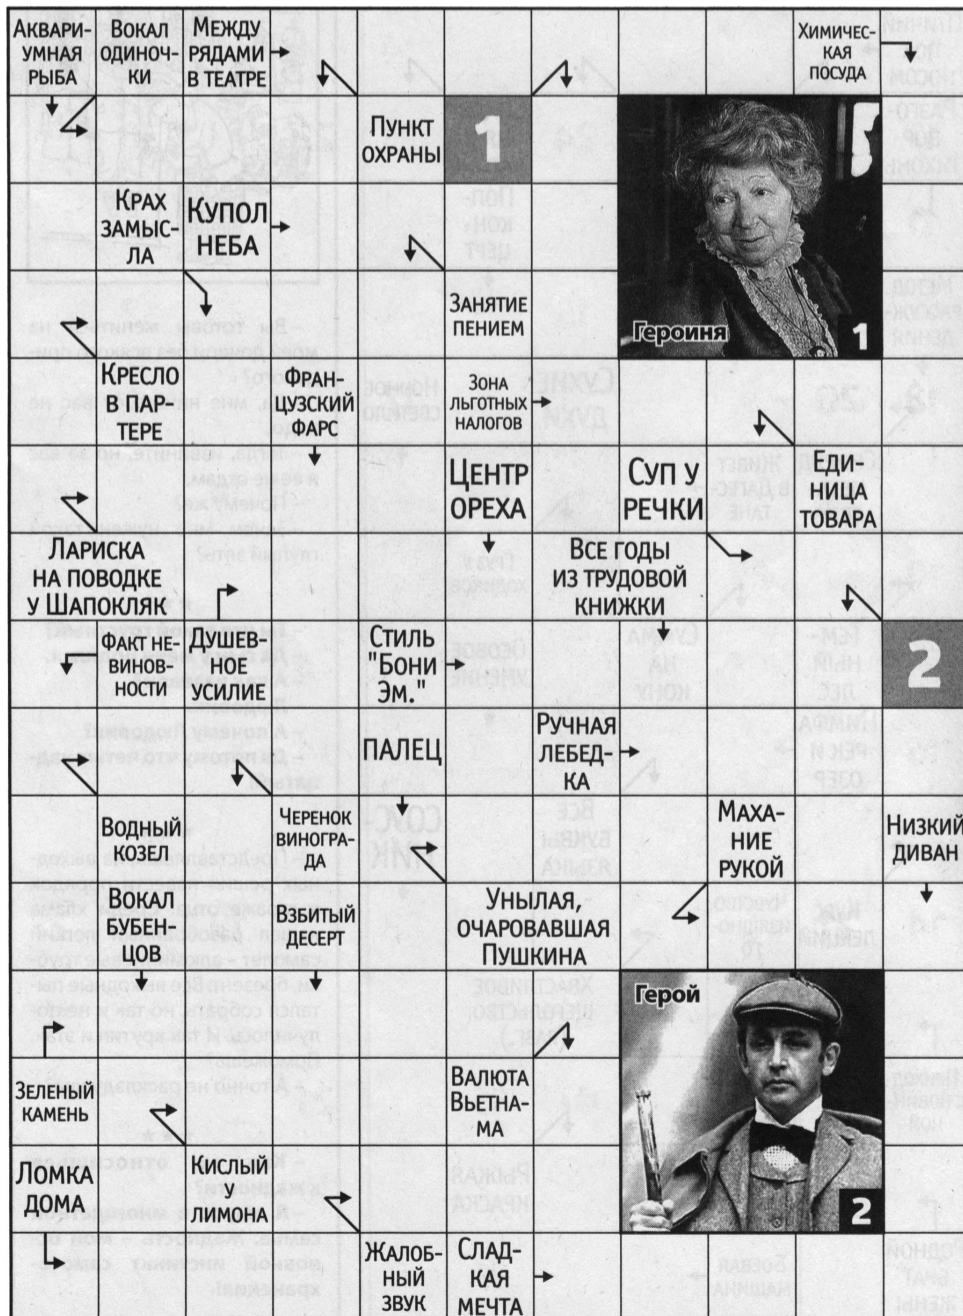 АКВАРИ-
УМНАЯ
РЫБА
ВОКАЛ
ОДИНОЧ-
КИ
МЕЖДУ
РЯДАМИ
В ТЕАТРЕ
ХИМИЧЕС-
КАЯ
ПОСУДА
ПУНКТ
ОХРАНЫ
1
КРАХ
ЗАМЫС-
ЛА
КУПОЛ
НЕБА
ЗАНЯТИЕ
ПЕНИЕМ
Героиня
1
КРЕСЛО
В ПАР-
ТЕРЕ
ФРАН-
ЦУЗСКИЙ
ФАРС
ЗОНА
ЛЬГОТНЫХ
НАЛОГОВ
ЦЕНТР
ОРЕХА
СУП У
РЕЧКИ
ЕДИ-
НИЦА
ТОВАРА
ЛАРИСКА
НА ПОВОДКЕ
У ШАПОКЛЯК
ВСЕ ГОДЫ
ИЗ ТРУДОВОЙ
КНИЖКИ
ФАКТ
ВИНОВ-
НОСТИ
ДУШЕВ-
НОЕ
УСИЛИЕ
СТИЛЬ
"БОНИ
ЭМ."
2
ПАЛЕЦ
РУЧНАЯ
ЛЕБЕД-
КА
ВОДНЫЙ
КОЗЕЛ
ЧЕРЕНОК
ВИНОГРА-
ДА
МАХА-
НИЕ
РУКОЙ
НИЗКИЙ
ДИВАН
ВОКАЛ
БУБЕН-
ЦОВ
ВЗБИТЫЙ
ДЕСЕРТ
УНЫЛАЯ,
ОЧАРОВАВШАЯ
ПУШКИНА
Герой
ЗЕЛЕНЫЙ
КАМЕНЬ
ВАЛЮТА
ВЬЕТНА-
МА
ЛОМКА
ДОМА
КИСЛЫЙ
У
ЛИМОНА
2
ЖАЛОБ-
НЫЙ
ЗВУК
СЛАД-
КАЯ
МЕЧТА